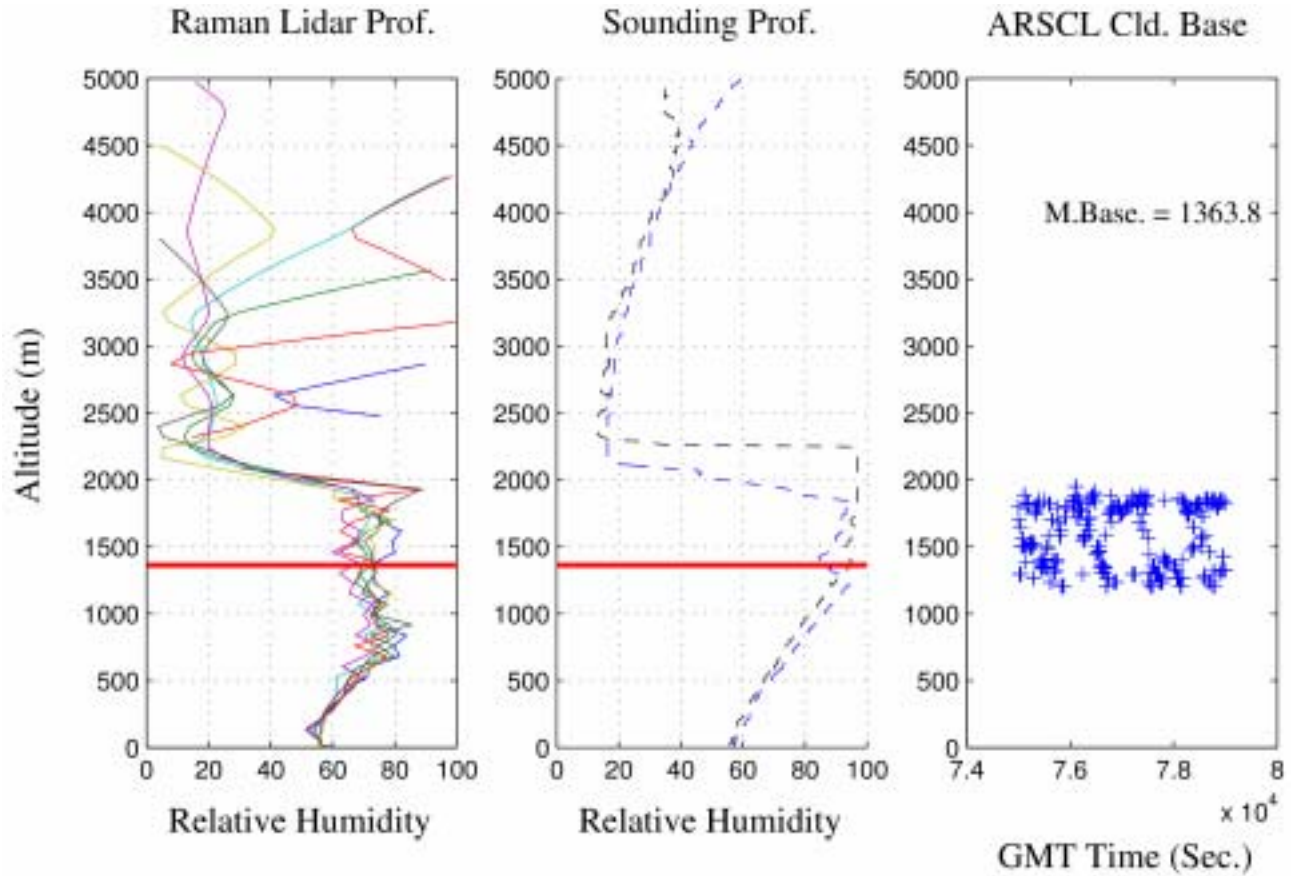 Raman Lidar Prof.
Sounding Prof.
ARSCL Cld. Base
Altitude (m)
5000
4500
4000
3500
3000
2500
2000
1500
1000
500
0
0 20 40 60 80 100
Relative Humidity
5000
4500
4000
3500
3000
2500
2000
1500
1000
500
0
0 20 40 60 80 100
Relative Humidity
5000
4500
4000
3500
3000
2500
2000
1500
1000
500
0
M.Base. = 1363.8
7.4 7.6 7.8 8
x 10⁴
GMT Time (Sec.)